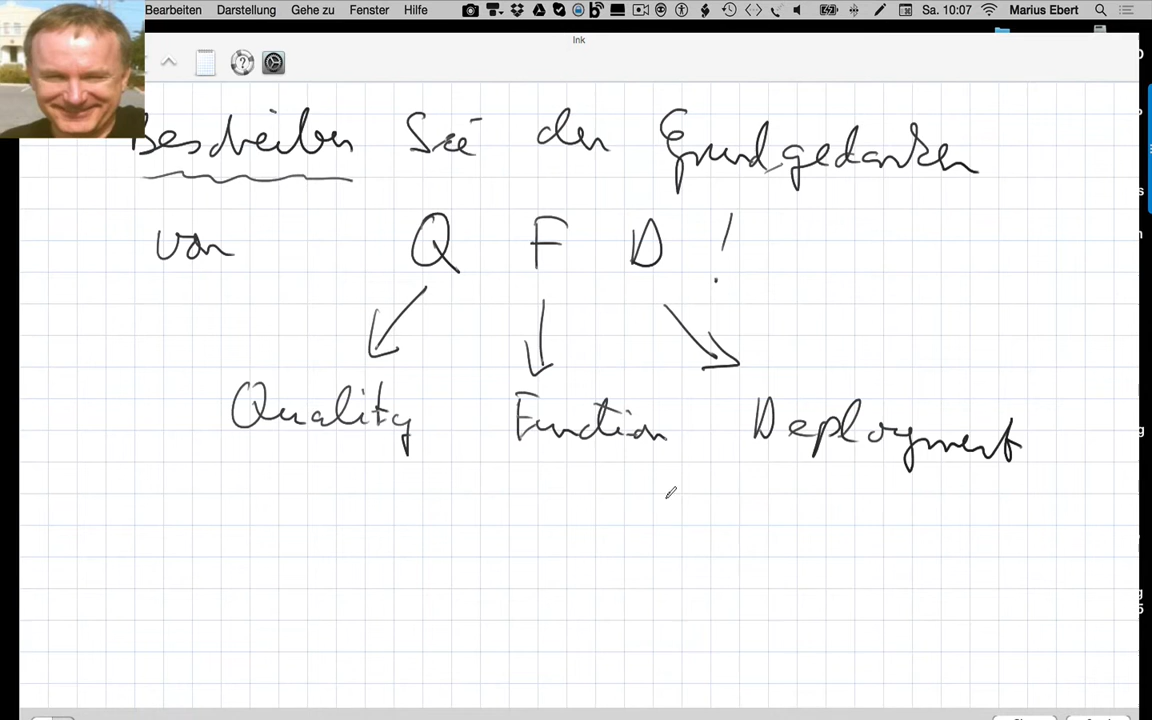 Bearbeiten Darstellung Gehe zu Fenster Hilfe Sa. 10:07 Marius Ebert
Ink
Beschreiben Sie den Grundgedanken
von Q F D !
Quality Function Deployment